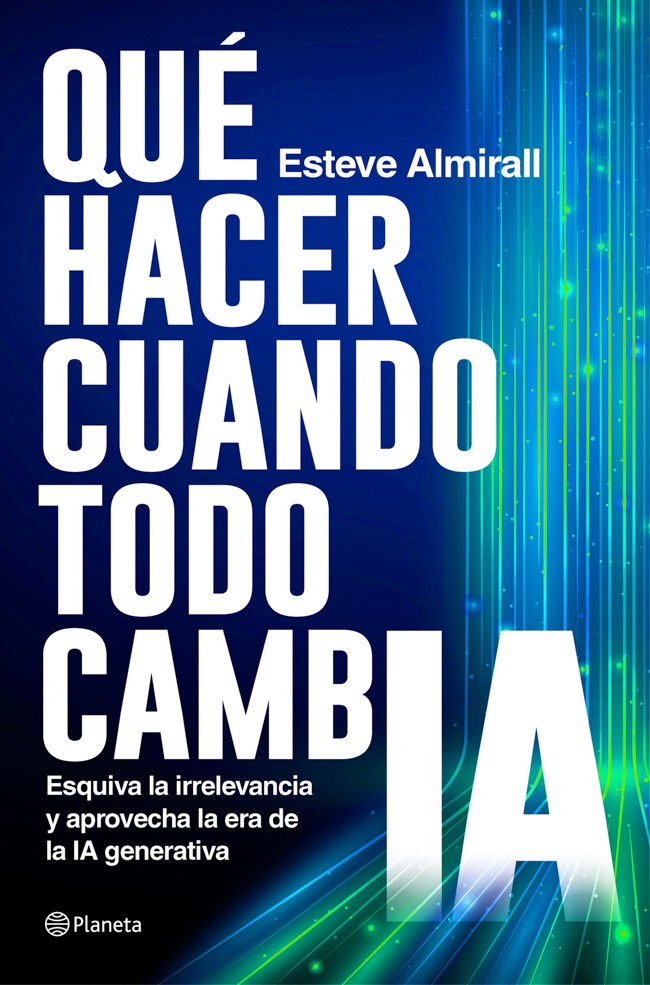 QUÉ
Esteve Almirall
HACER
CUANDO
TODO
CAMBIA
Esquiva la irrelevancia
y aprovecha la era de
la IA generativa
Planeta